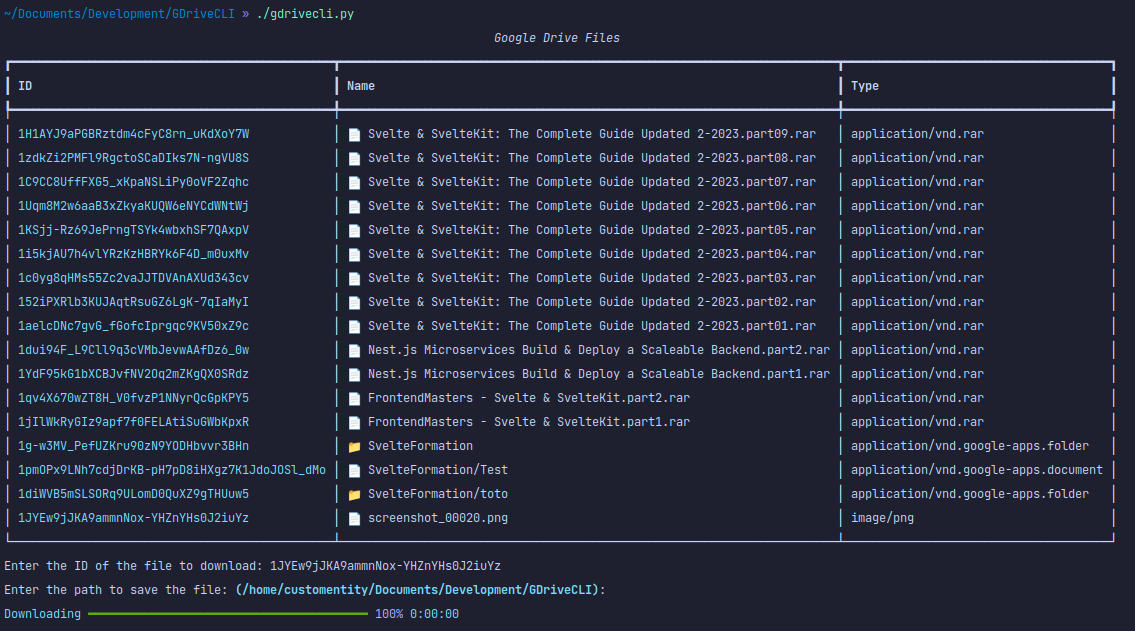 ~/Documents/Development/GDriveCLI » ./gdrivecli.py
Google Drive Files
ID Name Type
1H1AYJ9aPGBRztdm4cFyC8rn_uKdXoY7W Svelte & SvelteKit: The Complete Guide Updated 2-2023.part09.rar application/vnd.rar
1zdkZi2PMFl9RgctoSCaDIks7N-ngVU8S Svelte & SvelteKit: The Complete Guide Updated 2-2023.part08.rar application/vnd.rar
1C9CC8UffFXG5_xKpaNSLiPy0oVF2Zqhc Svelte & SvelteKit: The Complete Guide Updated 2-2023.part07.rar application/vnd.rar
1Uqm8M2w6aaB3xZkyaKUQW6eNYCdWNtWj Svelte & SvelteKit: The Complete Guide Updated 2-2023.part06.rar application/vnd.rar
1KSjj-Rz69JePrngTSYk4wbxhSF7QAxpV Svelte & SvelteKit: The Complete Guide Updated 2-2023.part05.rar application/vnd.rar
1i5kjAU7h4vlYRzKzHBRYk6F4D_m0uxMv Svelte & SvelteKit: The Complete Guide Updated 2-2023.part04.rar application/vnd.rar
1c0yg8qHMs55Zc2vaJJTDVAnAXUd343cv Svelte & SvelteKit: The Complete Guide Updated 2-2023.part03.rar application/vnd.rar
152iPXRlb3KUJAqtRsuGZ6LgK-7qIaMyI Svelte & SvelteKit: The Complete Guide Updated 2-2023.part02.rar application/vnd.rar
1aelcDNc7gvG_fGofcIprgqc9KV50xZ9c Svelte & SvelteKit: The Complete Guide Updated 2-2023.part01.rar application/vnd.rar
1dui94F_L9Cll9q3cVMbJevwAAfDz6_0w Nest.js Microservices Build & Deploy a Scaleable Backend.part2.rar application/vnd.rar
1YdF95kG1bXCBJvfNV2Oq2mZKgQX0SRdz Nest.js Microservices Build & Deploy a Scaleable Backend.part1.rar application/vnd.rar
1qv4X670wZT8H_V0fvzP1NNyrQcGpKPY5 FrontendMasters - Svelte & SvelteKit.part2.rar application/vnd.rar
1jIlWkRyGIz9apf7f0FELAtiSuGWbKpxR FrontendMasters - Svelte & SvelteKit.part1.rar application/vnd.rar
1g-w3MV_PefUZKru90zN9YODHbvvr3BHn SvelteFormation application/vnd.google-apps.folder
1pmOPx9LNh7cdjDrKB-pH7pD8iHXgz7K1JdoJOSl_dMo SvelteFormation/Test application/vnd.google-apps.document
1diWVB5mSLSORq9ULomD0QuXZ9gTHUuw5 SvelteFormation/toto application/vnd.google-apps.folder
1JYEw9jJKA9ammnNox-YHZnYHs0J2iuYz screenshot_00020.png image/png
Enter the ID of the file to download: 1JYEw9jJKA9ammnNox-YHZnYHs0J2iuYz
Enter the path to save the file: (/home/customentity/Documents/Development/GDriveCLI):
Downloading 100% 0:00:00